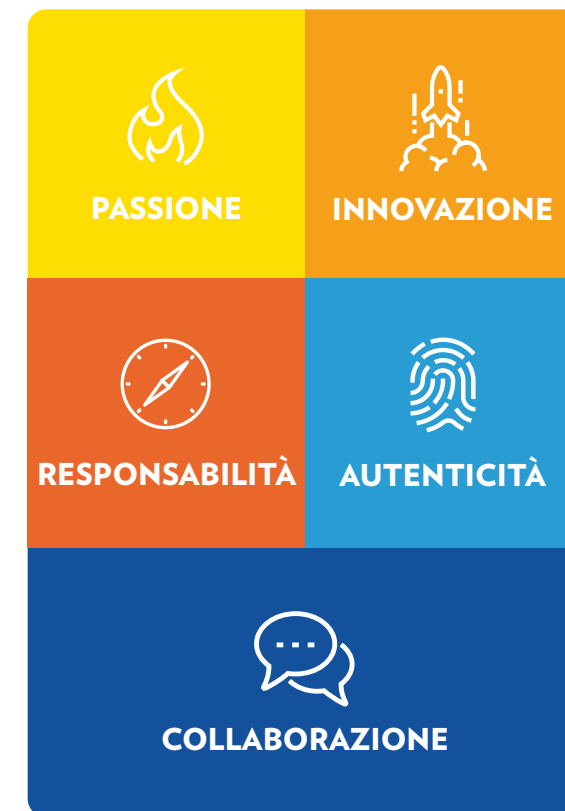 PASSIONE
INNOVAZIONE
RESPONSABILITÀ
AUTENTICITÀ
COLLABORAZIONE